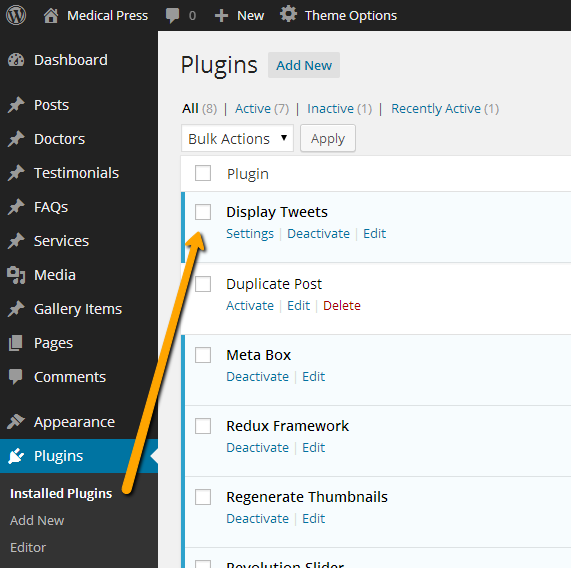 Medical Press 0 New Theme Options
Dashboard
Posts
Doctors
Testimonials
FAQs
Services
Media
Gallery Items
Pages
Comments
Appearance
Plugins
Installed Plugins
Add New
Editor
Plugins Add New
All (8) | Active (7) | Inactive (1) | Recently Active (1)
Bulk Actions Apply
Plugin
Display Tweets
Settings | Deactivate | Edit
Duplicate Post
Activate | Edit | Delete
Meta Box
Deactivate | Edit
Redux Framework
Deactivate | Edit
Regenerate Thumbnails
Deactivate | Edit
Revolution Slider